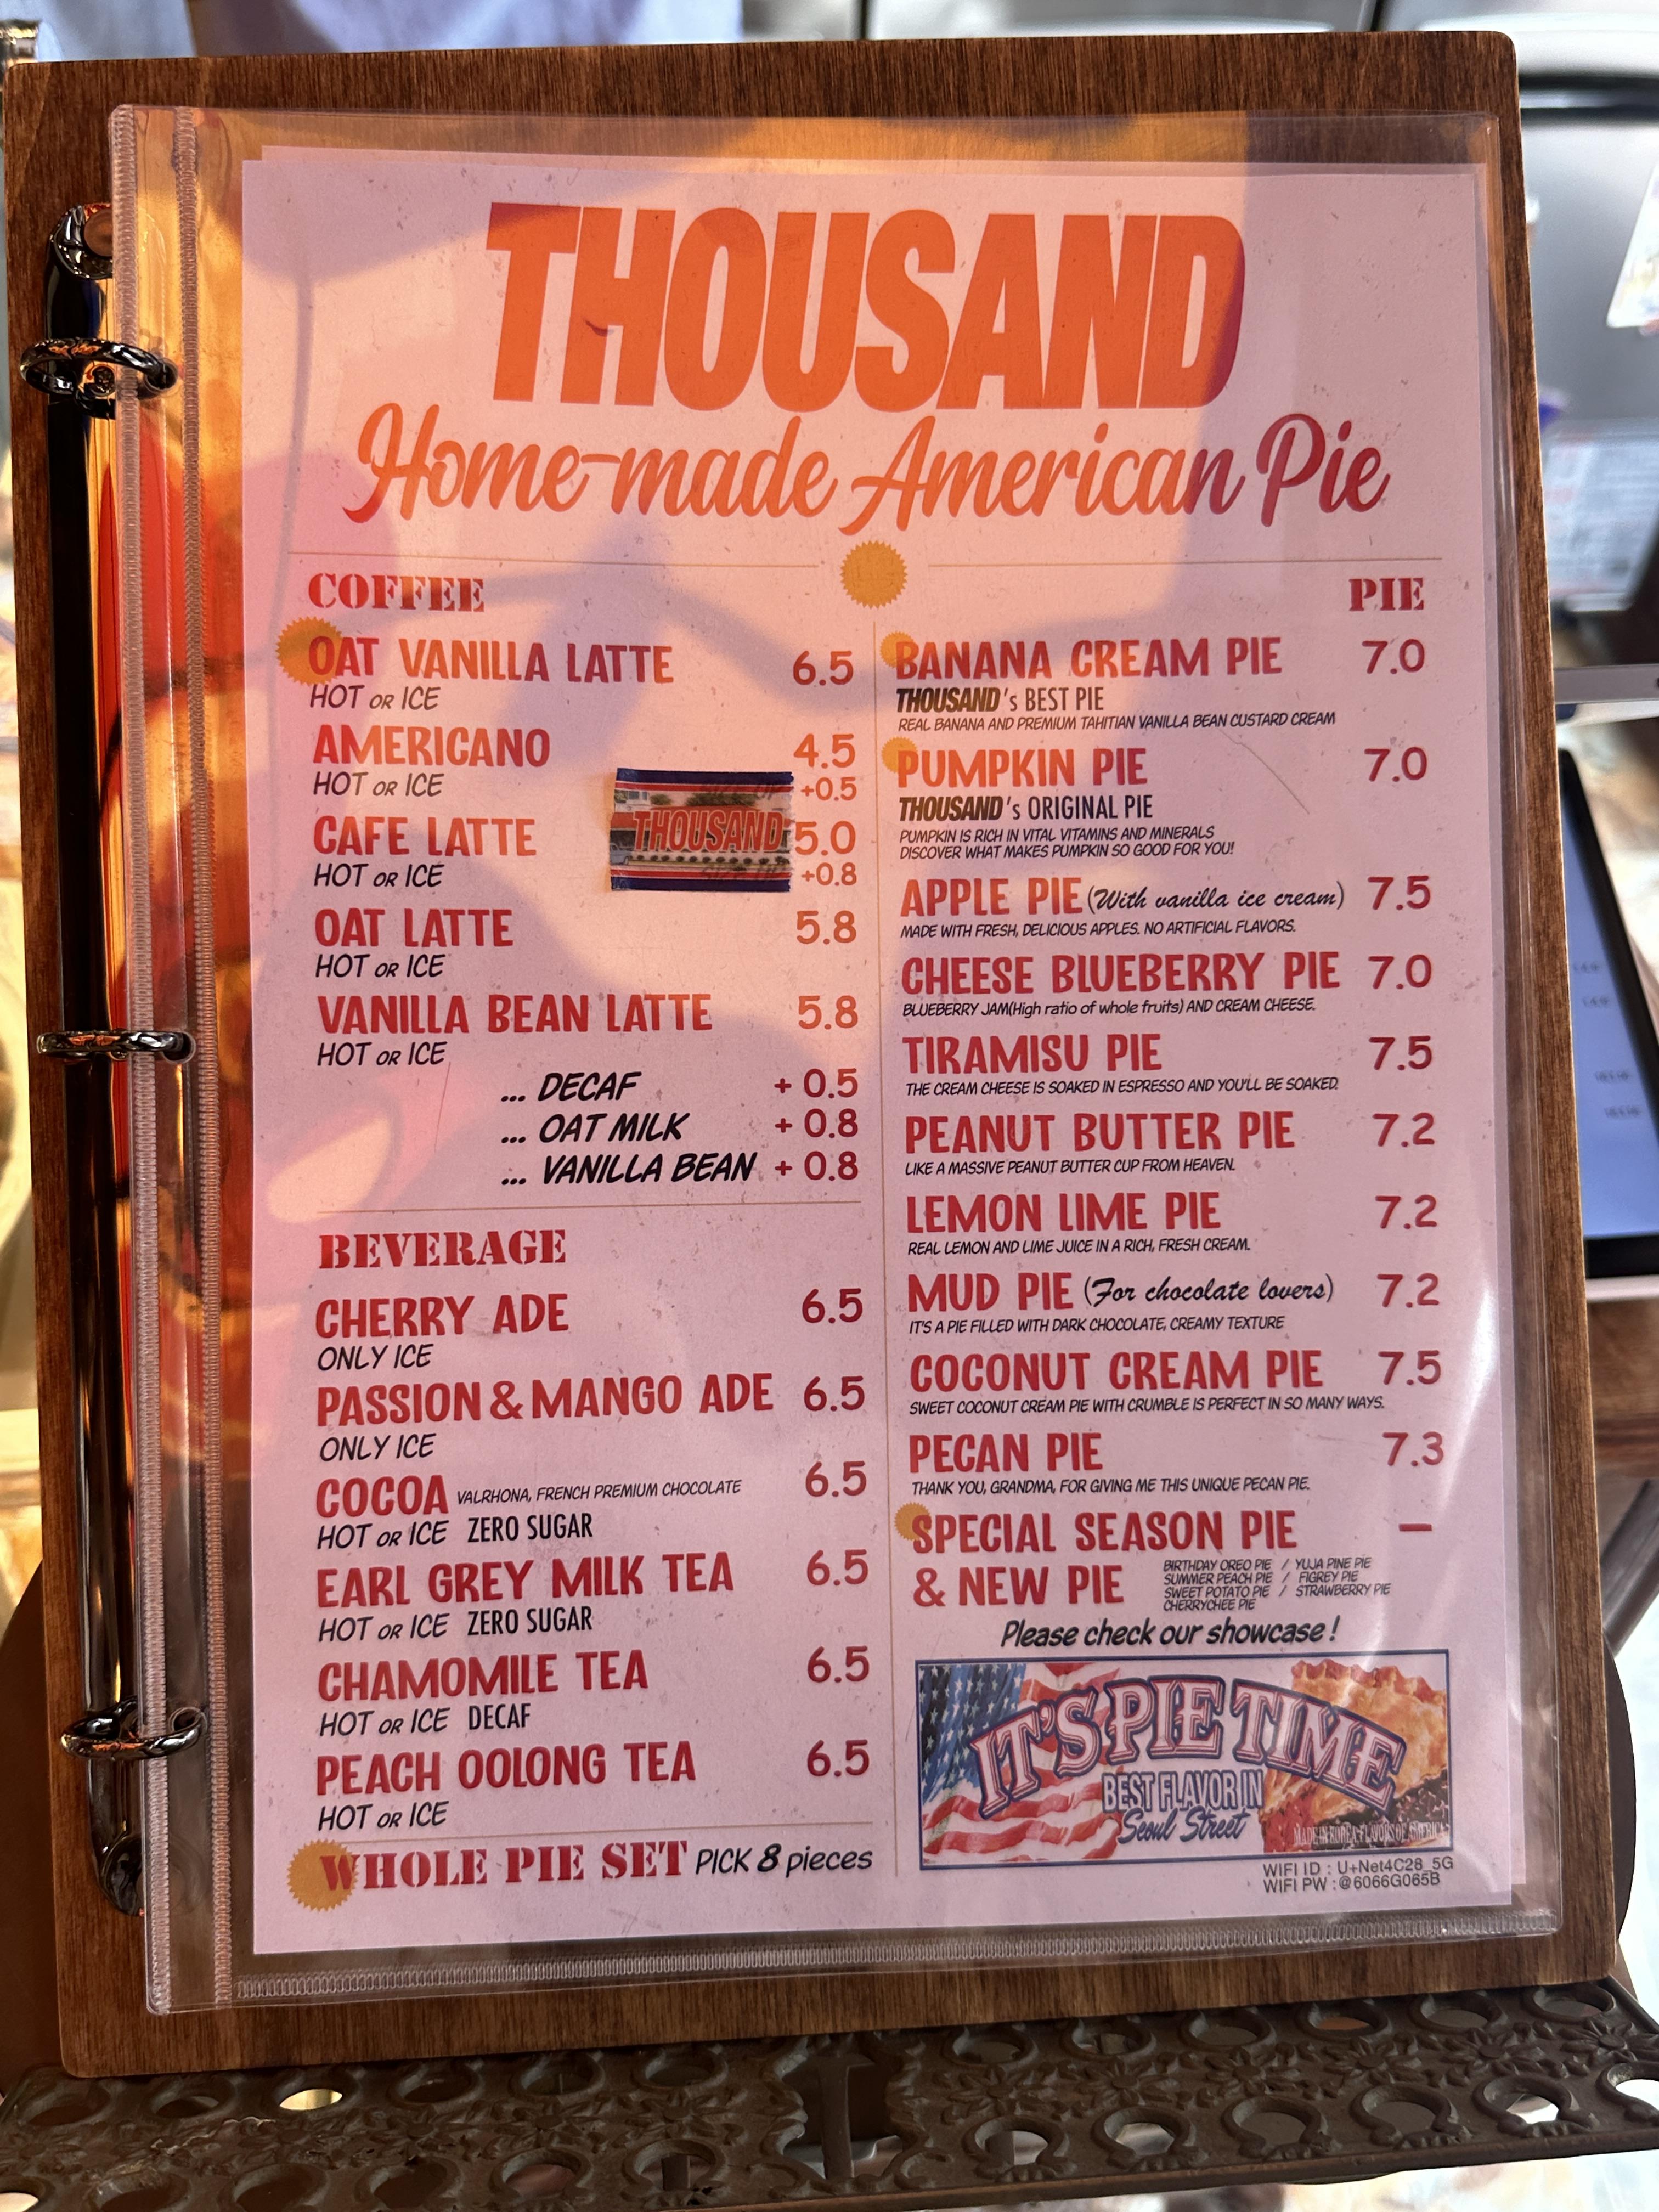 THOUSAND
Home-made American Pie
COFFEE
OAT VANILLA LATTE 6.5
HOT OR ICE
AMERICANO 4.5
HOT OR ICE +0.5
THOUSAND
CAFE LATTE 5.0
HOT OR ICE +0.8
OAT LATTE 5.8
HOT OR ICE
VANILLA BEAN LATTE 5.8
HOT OR ICE
... DECAF + 0.5
... OAT MILK + 0.8
... VANILLA BEAN + 0.8
BEVERAGE
CHERRY ADE 6.5
ONLY ICE
PASSION & MANGO ADE 6.5
ONLY ICE
COCOA VALRHONA, FRENCH PREMIUM CHOCOLATE 6.5
HOT OR ICE ZERO SUGAR
EARL GREY MILK TEA 6.5
HOT OR ICE ZERO SUGAR
CHAMOMILE TEA 6.5
HOT OR ICE DECAF
PEACH OOLONG TEA 6.5
HOT OR ICE
WHOLE PIE SET PICK 8 pieces
PIE
BANANA CREAM PIE 7.0
THOUSAND's BEST PIE
REAL BANANA AND PREMIUM TAHITIAN VANILLA BEAN CUSTARD CREAM
PUMPKIN PIE 7.0
THOUSAND's ORIGINAL PIE
PUMPKIN IS RICH IN VITAL VITAMINS AND MINERALS
DISCOVER WHAT MAKES PUMPKIN SO GOOD FOR YOU!
APPLE PIE (With vanilla ice cream) 7.5
MADE WITH FRESH, DELICIOUS APPLES. NO ARTIFICIAL FLAVORS.
CHEESE BLUEBERRY PIE 7.0
BLUEBERRY JAM(High ratio of whole fruits) AND CREAM CHEESE.
TIRAMISU PIE 7.5
THE CREAM CHEESE IS SOAKED IN ESPRESSO AND YOU'LL BE SOAKED.
PEANUT BUTTER PIE 7.2
LIKE A MASSIVE PEANUT BUTTER CUP FROM HEAVEN.
LEMON LIME PIE 7.2
REAL LEMON AND LIME JUICE IN A RICH, FRESH CREAM.
MUD PIE (For chocolate lovers) 7.2
IT'S A PIE FILLED WITH DARK CHOCOLATE, CREAMY TEXTURE
COCONUT CREAM PIE 7.5
SWEET COCONUT CREAM PIE WITH CRUMBLE IS PERFECT IN SO MANY WAYS.
PECAN PIE 7.3
THANK YOU, GRANDMA, FOR GIVING ME THIS UNIQUE PECAN PIE.
SPECIAL SEASON PIE –
& NEW PIE
BIRTHDAY OREO PIE / YUJA PINE PIE
SUMMER PEACH PIE / FIGREY PIE
SWEET POTATO PIE / STRAWBERRY PIE
CHERRYCHEE PIE
Please check our showcase!
IT'S PIE TIME
BEST FLAVOR IN
Seoul Street
MADE IN KOREA FLAVORS OF AMERICA
WIFI ID : U+Net4C28_5G
WIFI PW : @6066G065B